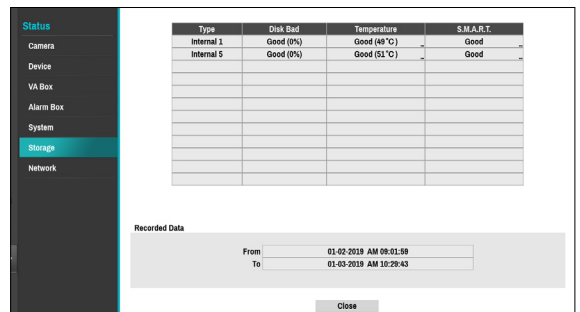 Status
Camera
Device
VA Box
Alarm Box
System
Storage
Network
Type Disk Bad Temperature S.M.A.R.T.
Internal 1 Good (0%) Good (49˚C) Good
Internal 5 Good (0%) Good (51˚C) Good
Recorded Data
From 01-02-2019 AM 09:01:59
To 01-03-2019 AM 10:29:43
Close